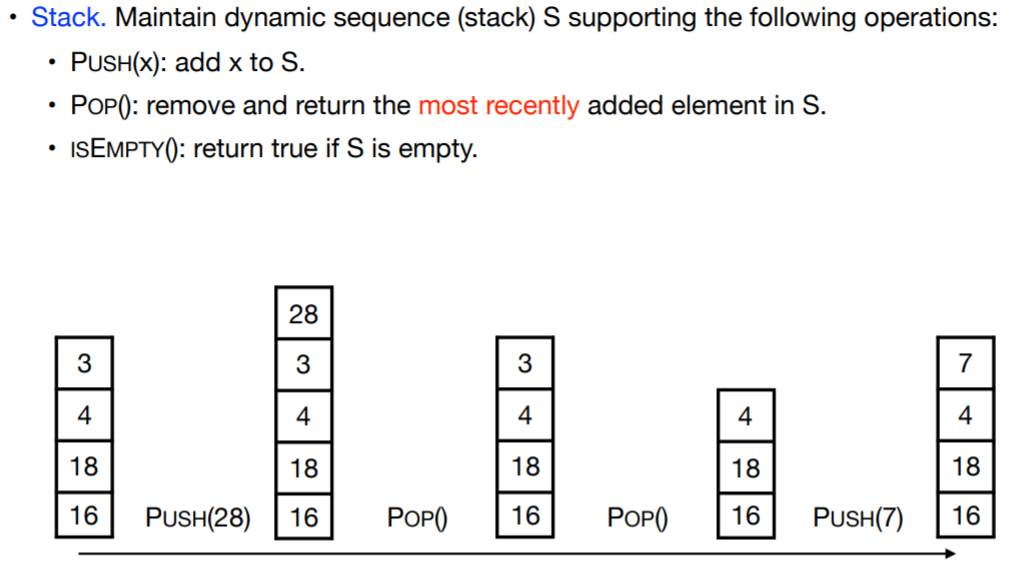 • Stack. Maintain dynamic sequence (stack) S supporting the following operations:
• PUSH(x): add x to S.
• POP(): remove and return the most recently added element in S.
• ISEMPTY(): return true if S is empty.
3
4
18
16
PUSH(28)
28
3
4
18
16
POP()
3
4
18
16
POP()
4
18
16
PUSH(7)
7
4
18
16